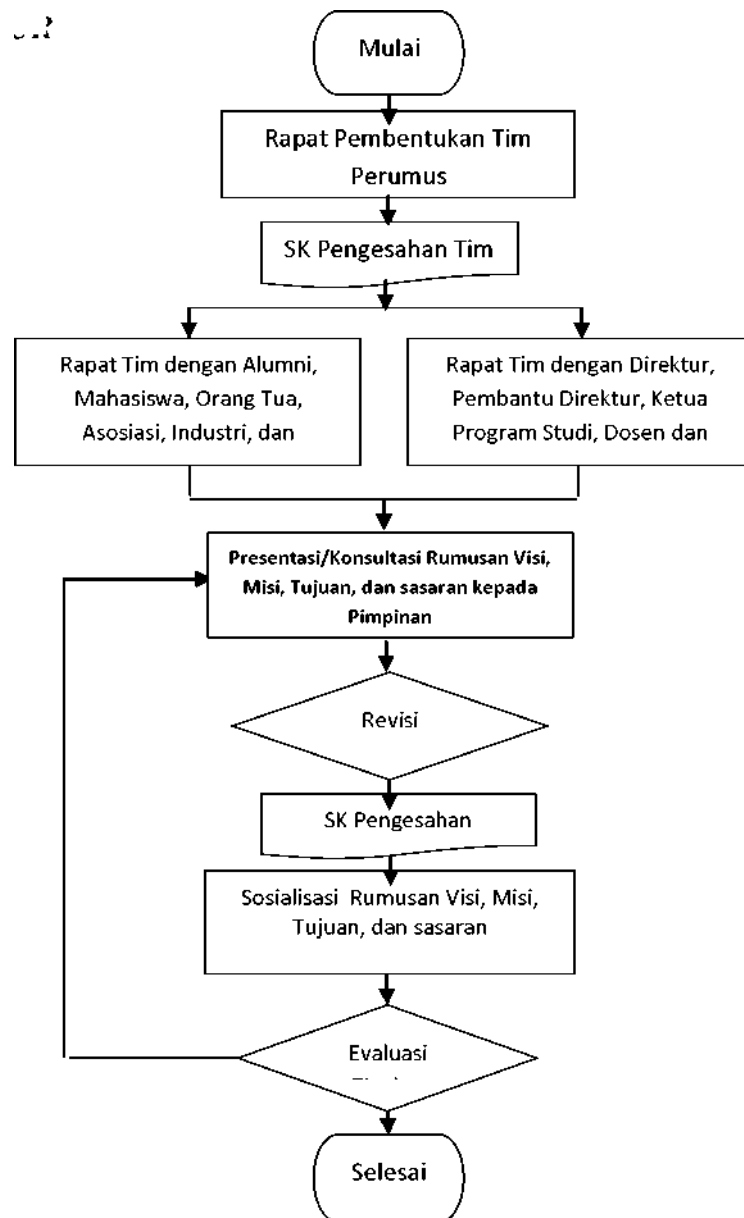 Mulai
Rapat Pembentukan Tim
Perumus
SK Pengesahan Tim
Rapat Tim dengan Alumni,
Mahasiswa, Orang Tua,
Asosiasi, Industri, dan
Rapat Tim dengan Direktur,
Pembantu Direktur, Ketua
Program Studi, Dosen dan
Presentasi/Konsultasi Rumusan Visi,
Misi, Tujuan, dan sasaran kepada
Pimpinan
Revisi
SK Pengesahan
Sosialisasi Rumusan Visi, Misi,
Tujuan, dan sasaran
Evaluasi
Selesai